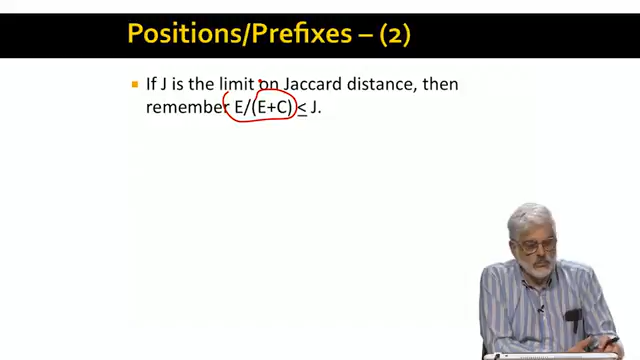 Positions/Prefixes – (2)
If J is the limit on Jaccard distance, then
remember E/(E+C) ≤ J.